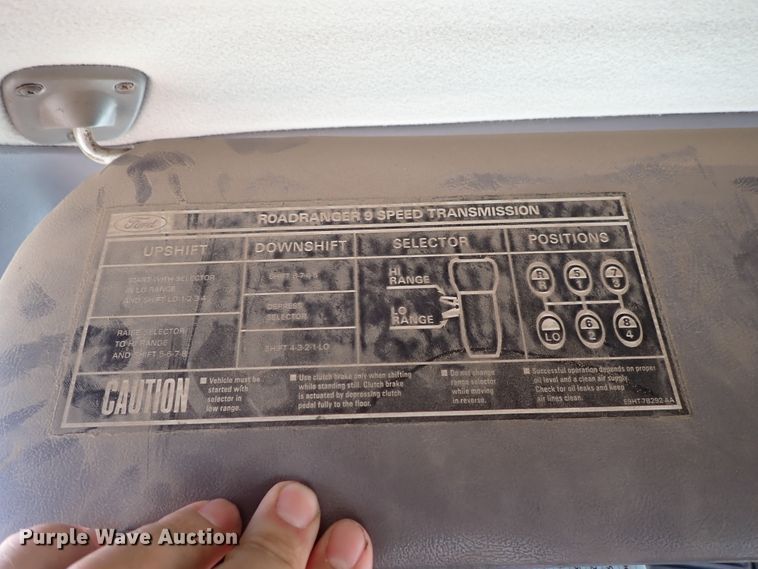 Ford
ROADRANGER 9 SPEED TRANSMISSION
UPSHIFT
DOWNSHIFT
SELECTOR
POSITIONS
START WITH SELECTOR
IN LO RANGE
AND SHIFT LO-1-2-3-4
RAISE SELECTOR
TO HI RANGE
AND SHIFT 5-6-7-8
SHIFT 8-7-6-5
DEPRESS
SELECTOR
SHIFT 4-3-2-1-LO
HI
RANGE
LO
RANGE
R 5 7
R 1 3
6 8
LO 2 4
CAUTION
■ Vehicle must be
started with
selector in
low range.
■ Use clutch brake only when shifting
while standing still. Clutch brake
is actuated by depressing clutch
pedal fully to the floor.
■ Do not change
range selector
while moving
in reverse.
■ Successful operation depends on proper
oil level and a clean air supply.
Check for oil leaks and keep
air lines clean.
Purple Wave Auction